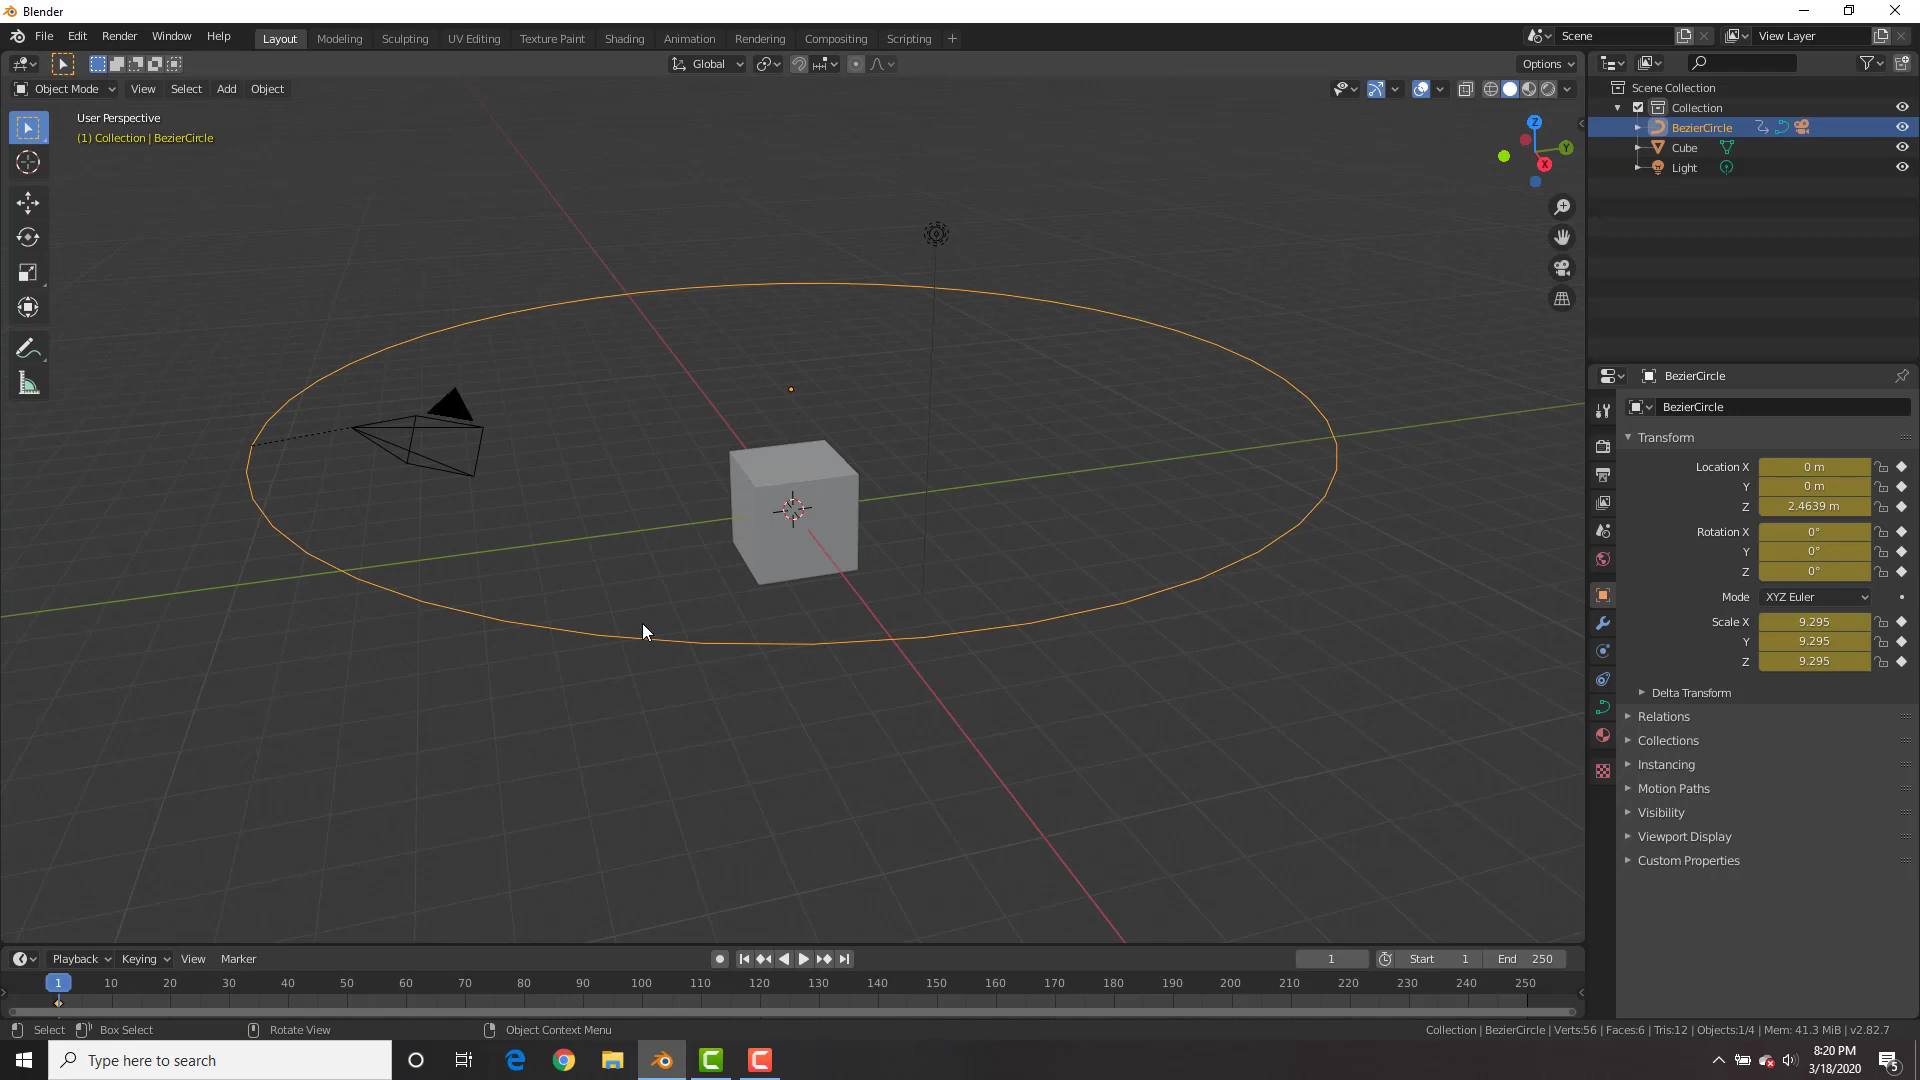 Blender
File Edit Render Window Help Layout Modeling Sculpting UV Editing Texture Paint Shading Animation Rendering Compositing Scripting + Scene View Layer
Global Options
Object Mode View Select Add Object
User Perspective
(1) Collection | BezierCircle
Z
Y
X
Scene Collection
Collection
BezierCircle
Cube
Light
BezierCircle
BezierCircle
Transform
Location X 0 m
Y 0 m
Z 2.4639 m
Rotation X 0°
Y 0°
Z 0°
Mode XYZ Euler
Scale X 9.295
Y 9.295
Z 9.295
Delta Transform
Relations
Collections
Instancing
Motion Paths
Visibility
Viewport Display
Custom Properties
Playback Keying View Marker 1 Start 1 End 250
1 10 20 30 40 50 60 70 80 90 100 110 120 130 140 150 160 170 180 190 200 210 220 230 240 250
Select Box Select Rotate View Object Context Menu Collection | BezierCircle | Verts:56 | Faces:6 | Tris:12 | Objects:1/4 | Mem: 41.3 MiB | v2.82.7
Type here to search
8:20 PM
3/18/2020
5